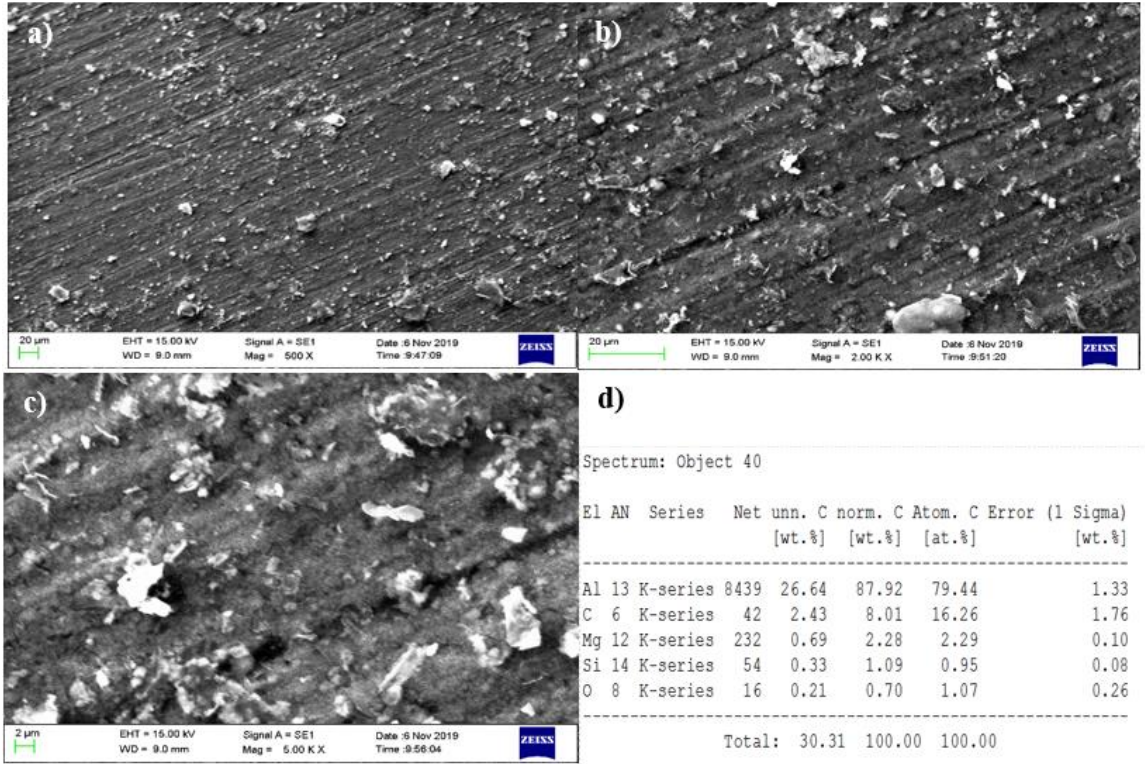 a)
20 µm
EHT = 15.00 kV
WD = 9.0 mm
Signal A = SE1
Mag = 500 X
Date :6 Nov 2019
Time :9:47:09
ZEISS
b)
20 µm
EHT = 15.00 kV
WD = 9.0 mm
Signal A = SE1
Mag = 2.00 K X
Date :6 Nov 2019
Time :9:51:20
ZEISS
c)
2 µm
EHT = 15.00 kV
WD = 9.0 mm
Signal A = SE1
Mag = 5.00 K X
Date :6 Nov 2019
Time :9:56:04
ZEISS
d)
Spectrum: Object 40
El AN Series Net unn. C norm. C Atom. C Error (1 Sigma)
[wt.%] [wt.%] [at.%] [wt.%]
Al 13 K-series 8439 26.64 87.92 79.44 1.33
C 6 K-series 42 2.43 8.01 16.26 1.76
Mg 12 K-series 232 0.69 2.28 2.29 0.10
Si 14 K-series 54 0.33 1.09 0.95 0.08
O 8 K-series 16 0.21 0.70 1.07 0.26
Total: 30.31 100.00 100.00